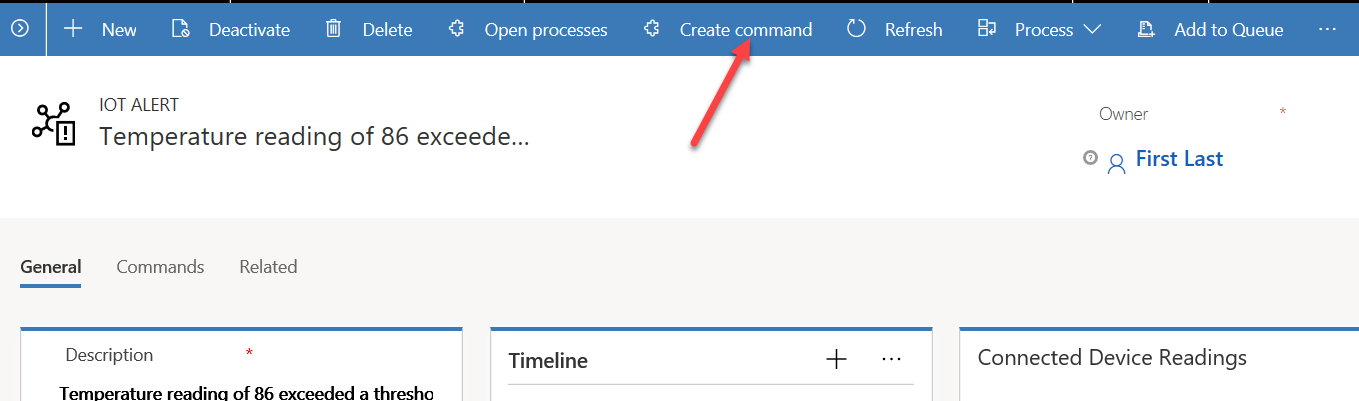 New Deactivate Delete Open processes Create command Refresh Process Add to Queue ...
IOT ALERT
Temperature reading of 86 exceede...
Owner *
First Last
General Commands Related
Description *
Temperature reading of 86 exceeded a thresho
Timeline + ...
Connected Device Readings